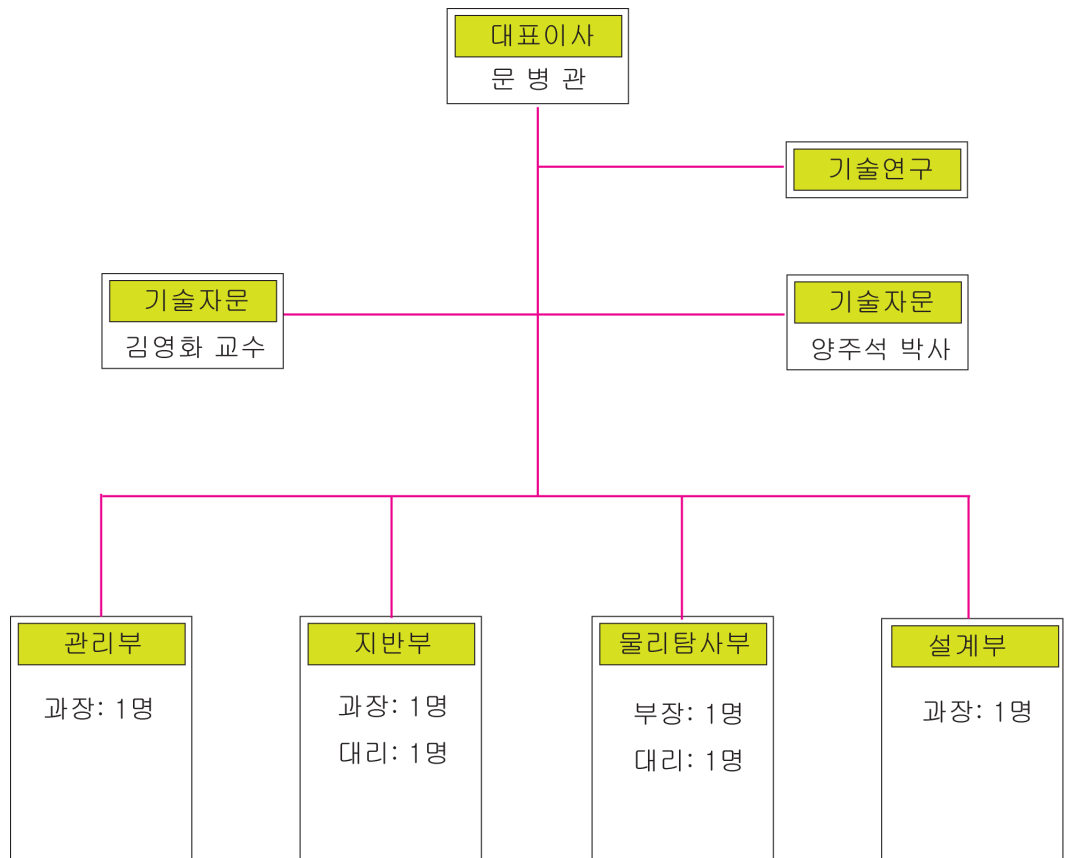 대표이사
문 병 관
기술연구
기술자문
김영화 교수
기술자문
양주석 박사
관리부
과장: 1명
지반부
과장: 1명
대리: 1명
물리탐사부
부장: 1명
대리: 1명
설계부
과장: 1명